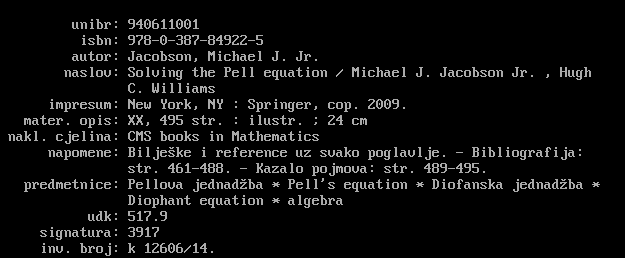 unibr: 940611001
isbn: 978-0-387-84922-5
autor: Jacobson, Michael J. Jr.
naslov: Solving the Pell equation / Michael J. Jacobson Jr. , Hugh
C. Williams
impresum: New York, NY : Springer, cop. 2009.
mater. opis: XX, 495 str. : ilustr. ; 24 cm
nakl. cjelina: CMS books in Mathematics
napomene: Bilješke i reference uz svako poglavlje. - Bibliografija:
str. 461-488. - Kazalo pojmova: str. 489-495.
predmetnice: Pellova jednadžba * Pell's equation * Diofanska jednadžba *
Diophant equation * algebra
udk: 517.9
signatura: 3917
inv. broj: k 12606/14.